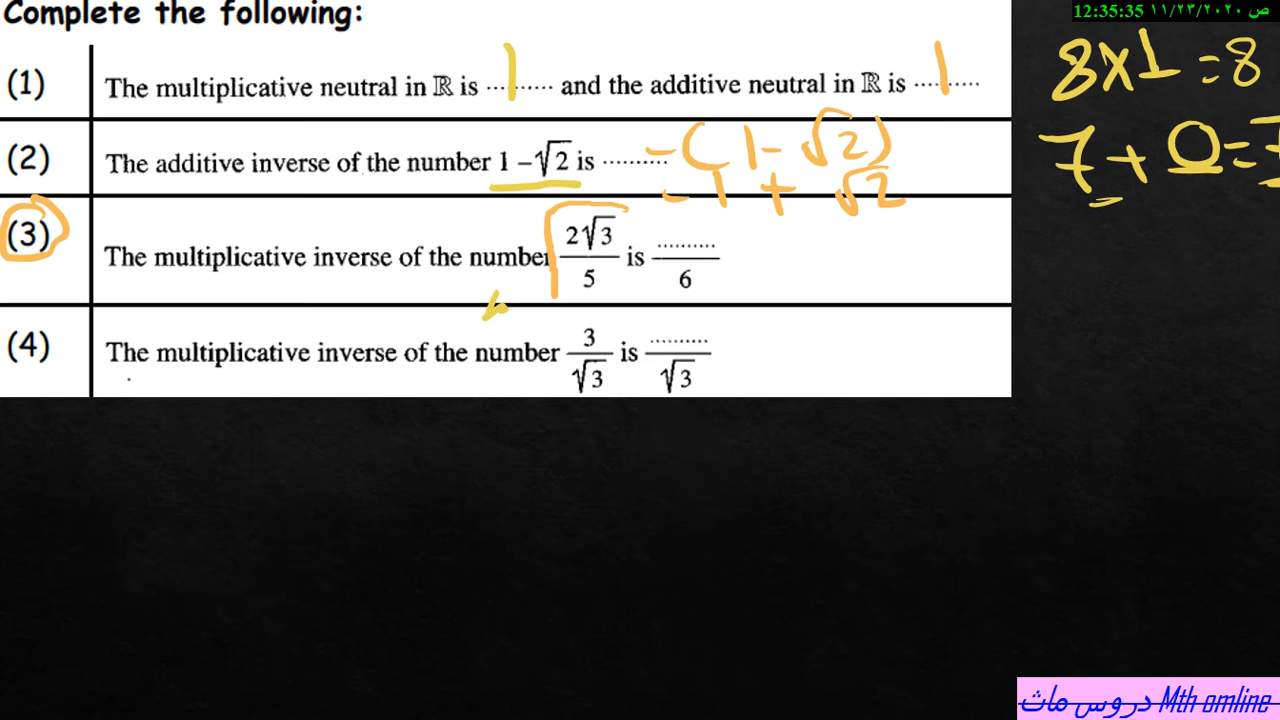 Complete the following:
12:35:35 ١١/٢٣/٢٠٢٠ ص
(1) The multiplicative neutral in ℝ is ...1...... and the additive neutral in ℝ is ....1.....
8x1=8
7+0=7
(2) The additive inverse of the number 1 - √2 is .......... -(1-√2)
-1+√2
(3) The multiplicative inverse of the number 2√3/5 is ........../6
(4) The multiplicative inverse of the number 3/√3 is ........../√3
دروس ماث Mth omline